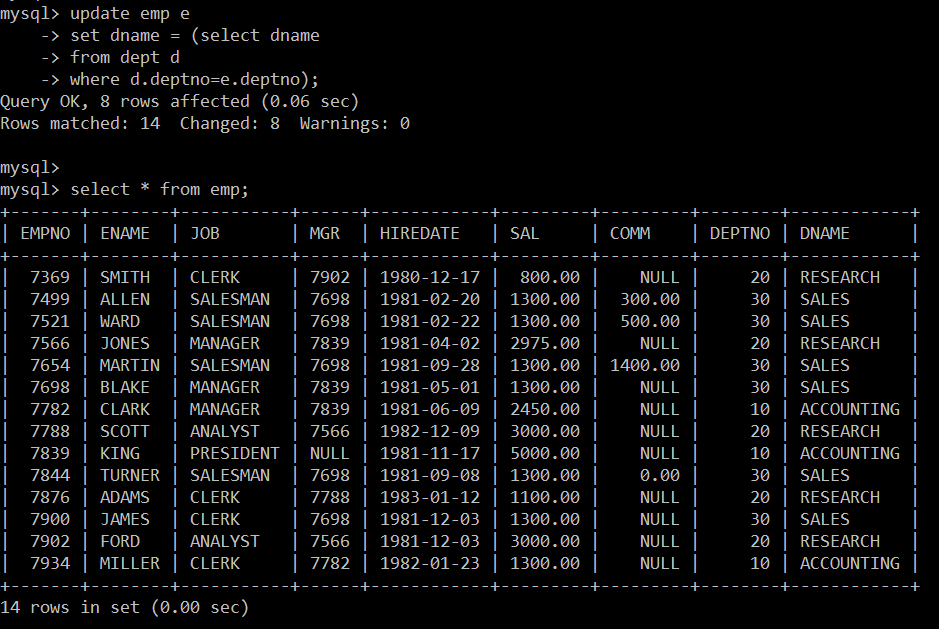 mysql> update emp e
    -> set dname = (select dname
    -> from dept d
    -> where d.deptno=e.deptno);
Query OK, 8 rows affected (0.06 sec)
Rows matched: 14  Changed: 8  Warnings: 0

mysql>
mysql> select * from emp;
+-------+--------+-----------+------+------------+---------+---------+--------+------------+
| EMPNO | ENAME  | JOB       | MGR  | HIREDATE   | SAL     | COMM    | DEPTNO | DNAME      |
+-------+--------+-----------+------+------------+---------+---------+--------+------------+
|  7369 | SMITH  | CLERK     | 7902 | 1980-12-17 |  800.00 |    NULL |     20 | RESEARCH   |
|  7499 | ALLEN  | SALESMAN  | 7698 | 1981-02-20 | 1300.00 |  300.00 |     30 | SALES      |
|  7521 | WARD   | SALESMAN  | 7698 | 1981-02-22 | 1300.00 |  500.00 |     30 | SALES      |
|  7566 | JONES  | MANAGER   | 7839 | 1981-04-02 | 2975.00 |    NULL |     20 | RESEARCH   |
|  7654 | MARTIN | SALESMAN  | 7698 | 1981-09-28 | 1300.00 | 1400.00 |     30 | SALES      |
|  7698 | BLAKE  | MANAGER   | 7839 | 1981-05-01 | 1300.00 |    NULL |     30 | SALES      |
|  7782 | CLARK  | MANAGER   | 7839 | 1981-06-09 | 2450.00 |    NULL |     10 | ACCOUNTING |
|  7788 | SCOTT  | ANALYST   | 7566 | 1982-12-09 | 3000.00 |    NULL |     20 | RESEARCH   |
|  7839 | KING   | PRESIDENT | NULL | 1981-11-17 | 5000.00 |    NULL |     10 | ACCOUNTING |
|  7844 | TURNER | SALESMAN  | 7698 | 1981-09-08 | 1300.00 |    0.00 |     30 | SALES      |
|  7876 | ADAMS  | CLERK     | 7788 | 1983-01-12 | 1100.00 |    NULL |     20 | RESEARCH   |
|  7900 | JAMES  | CLERK     | 7698 | 1981-12-03 | 1300.00 |    NULL |     30 | SALES      |
|  7902 | FORD   | ANALYST   | 7566 | 1981-12-03 | 3000.00 |    NULL |     20 | RESEARCH   |
|  7934 | MILLER | CLERK     | 7782 | 1982-01-23 | 1300.00 |    NULL |     10 | ACCOUNTING |
+-------+--------+-----------+------+------------+---------+---------+--------+------------+
14 rows in set (0.00 sec)